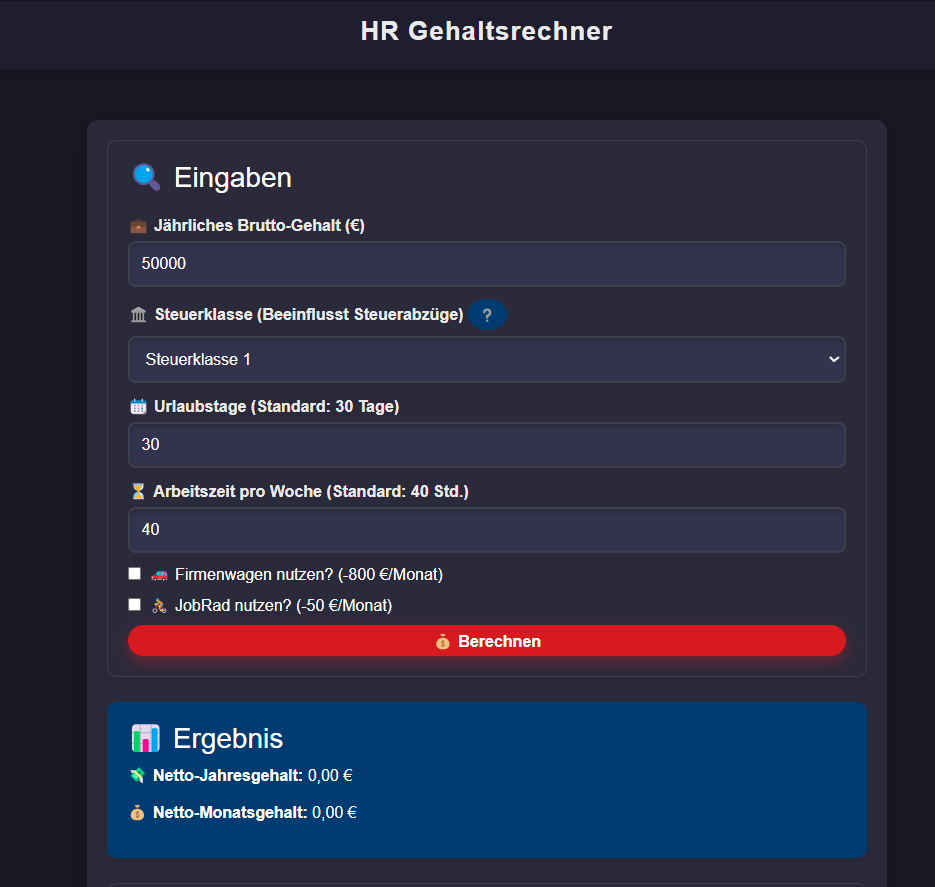 HR Gehaltsrechner
Eingaben
Jährliches Brutto-Gehalt (€)
50000
Steuerklasse (Beeinflusst Steuerabzüge) ?
Steuerklasse 1
Urlaubstage (Standard: 30 Tage)
30
Arbeitszeit pro Woche (Standard: 40 Std.)
40
Firmenwagen nutzen? (-800 €/Monat)
JobRad nutzen? (-50 €/Monat)
Berechnen
Ergebnis
Netto-Jahresgehalt: 0,00 €
Netto-Monatsgehalt: 0,00 €